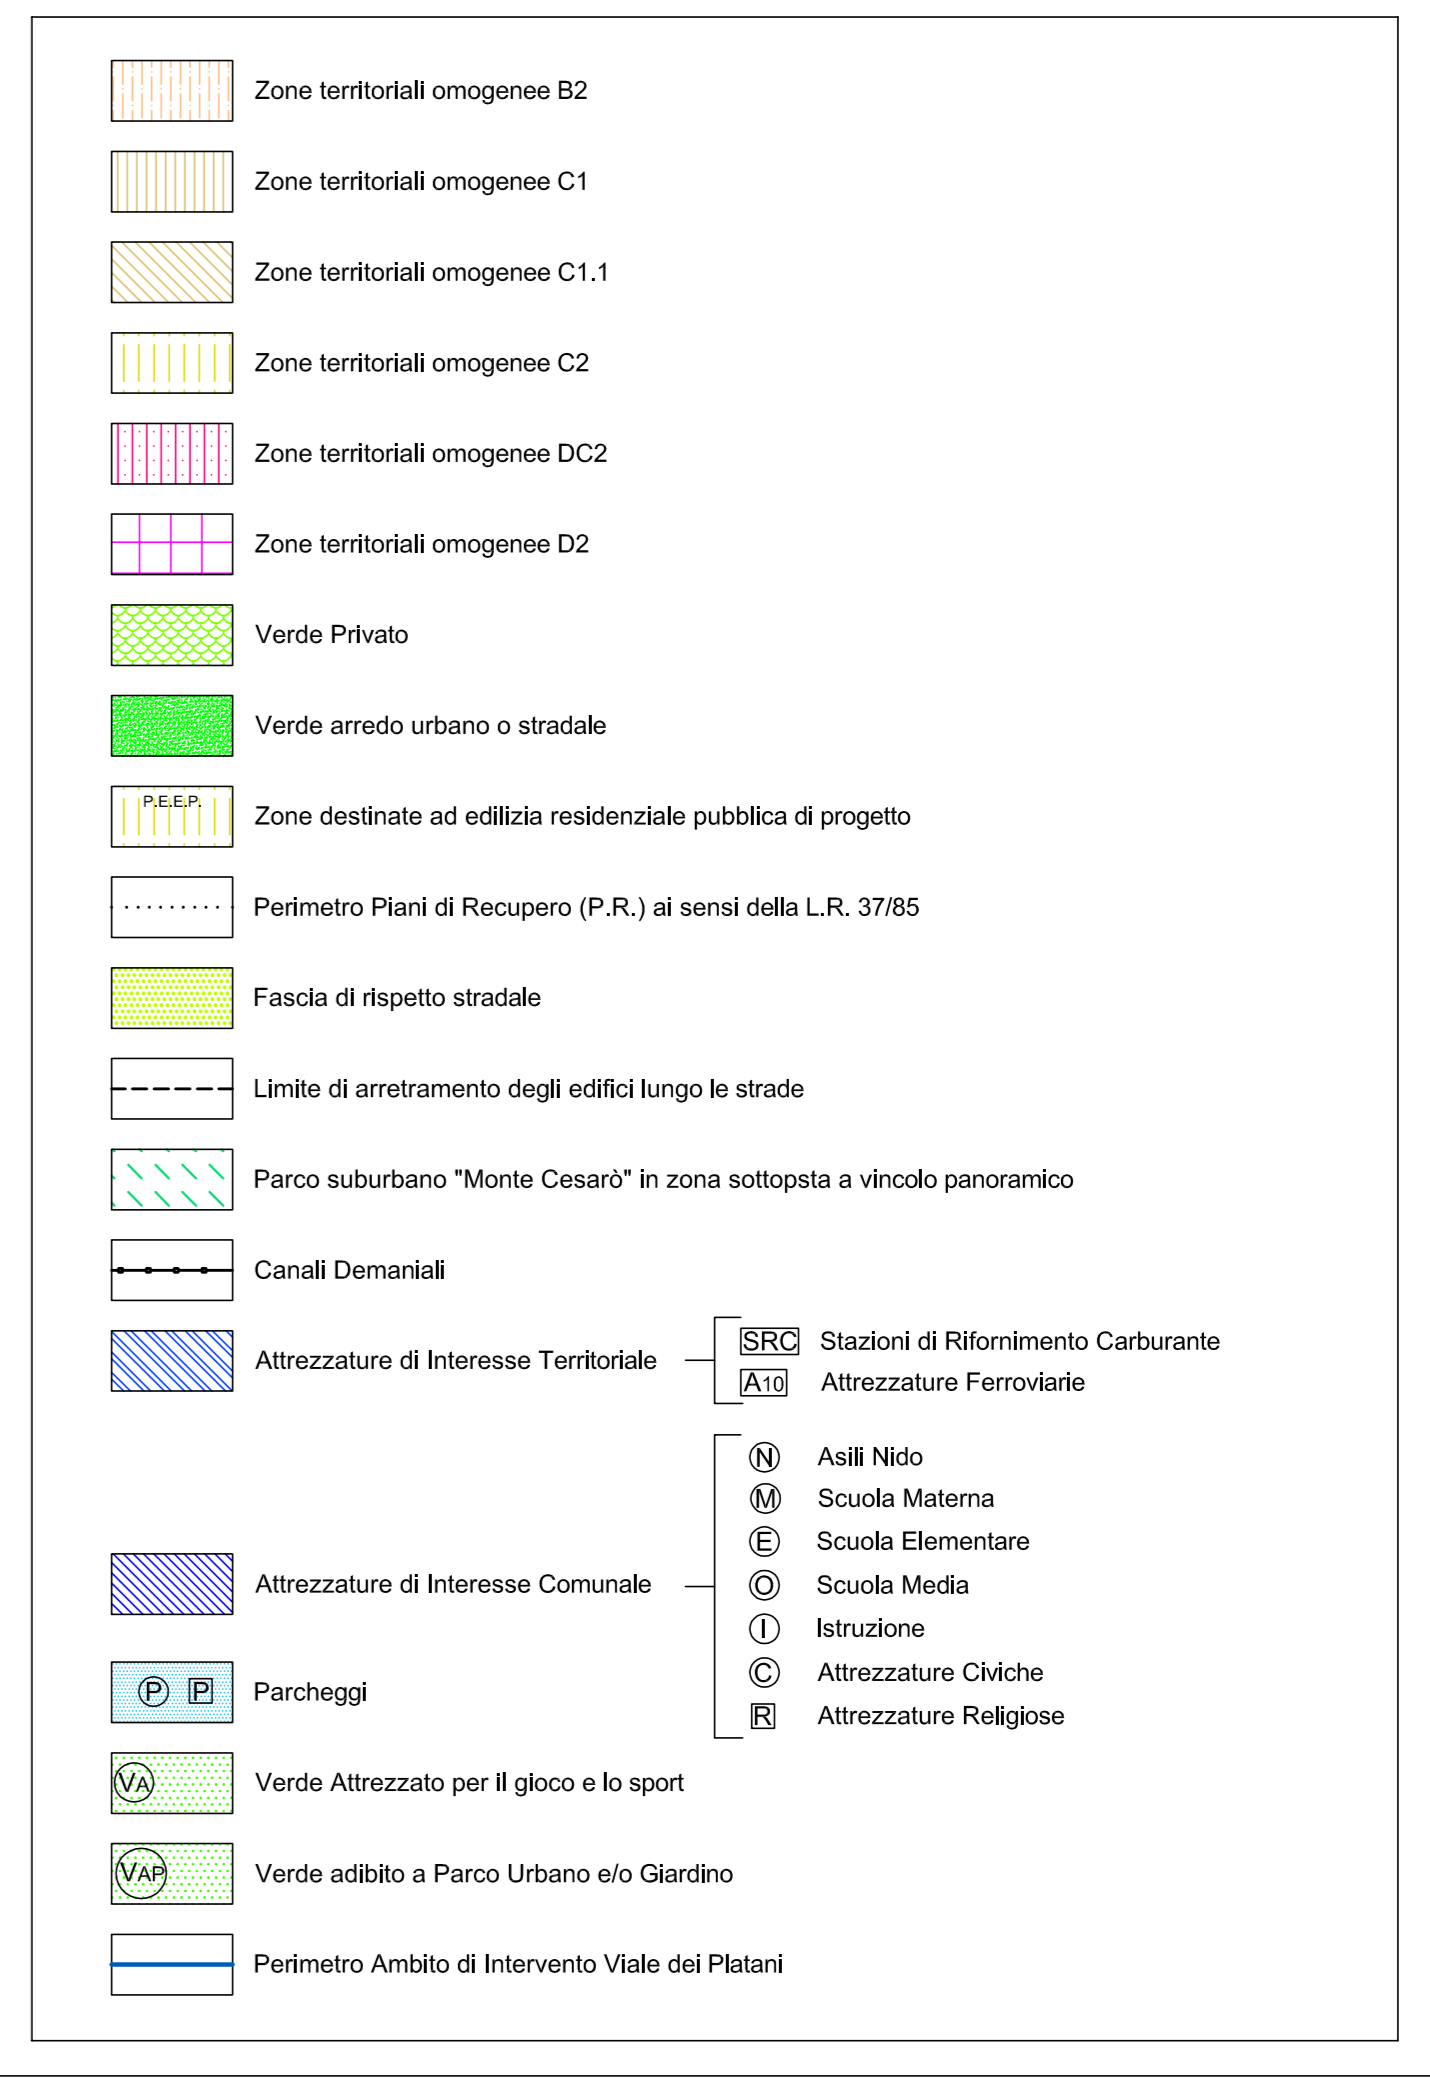 Zone territoriali omogenee B2
Zone territoriali omogenee C1
Zone territoriali omogenee C1.1
Zone territoriali omogenee C2
Zone territoriali omogenee DC2
Zone territoriali omogenee D2
Verde Privato
Verde arredo urbano o stradale
P.E.E.P.
Zone destinate ad edilizia residenziale pubblica di progetto
Perimetro Piani di Recupero (P.R.) ai sensi della L.R. 37/85
Fascia di rispetto stradale
Limite di arretramento degli edifici lungo le strade
Parco suburbano "Monte Cesarò" in zona sottopsta a vincolo panoramico
Canali Demaniali
Attrezzature di Interesse Territoriale
SRC Stazioni di Rifornimento Carburante
A10 Attrezzature Ferroviarie
Attrezzature di Interesse Comunale
N Asili Nido
M Scuola Materna
E Scuola Elementare
O Scuola Media
I Istruzione
C Attrezzature Civiche
R Attrezzature Religiose
P P Parcheggi
VA Verde Attrezzato per il gioco e lo sport
VAP Verde adibito a Parco Urbano e/o Giardino
Perimetro Ambito di Intervento Viale dei Platani